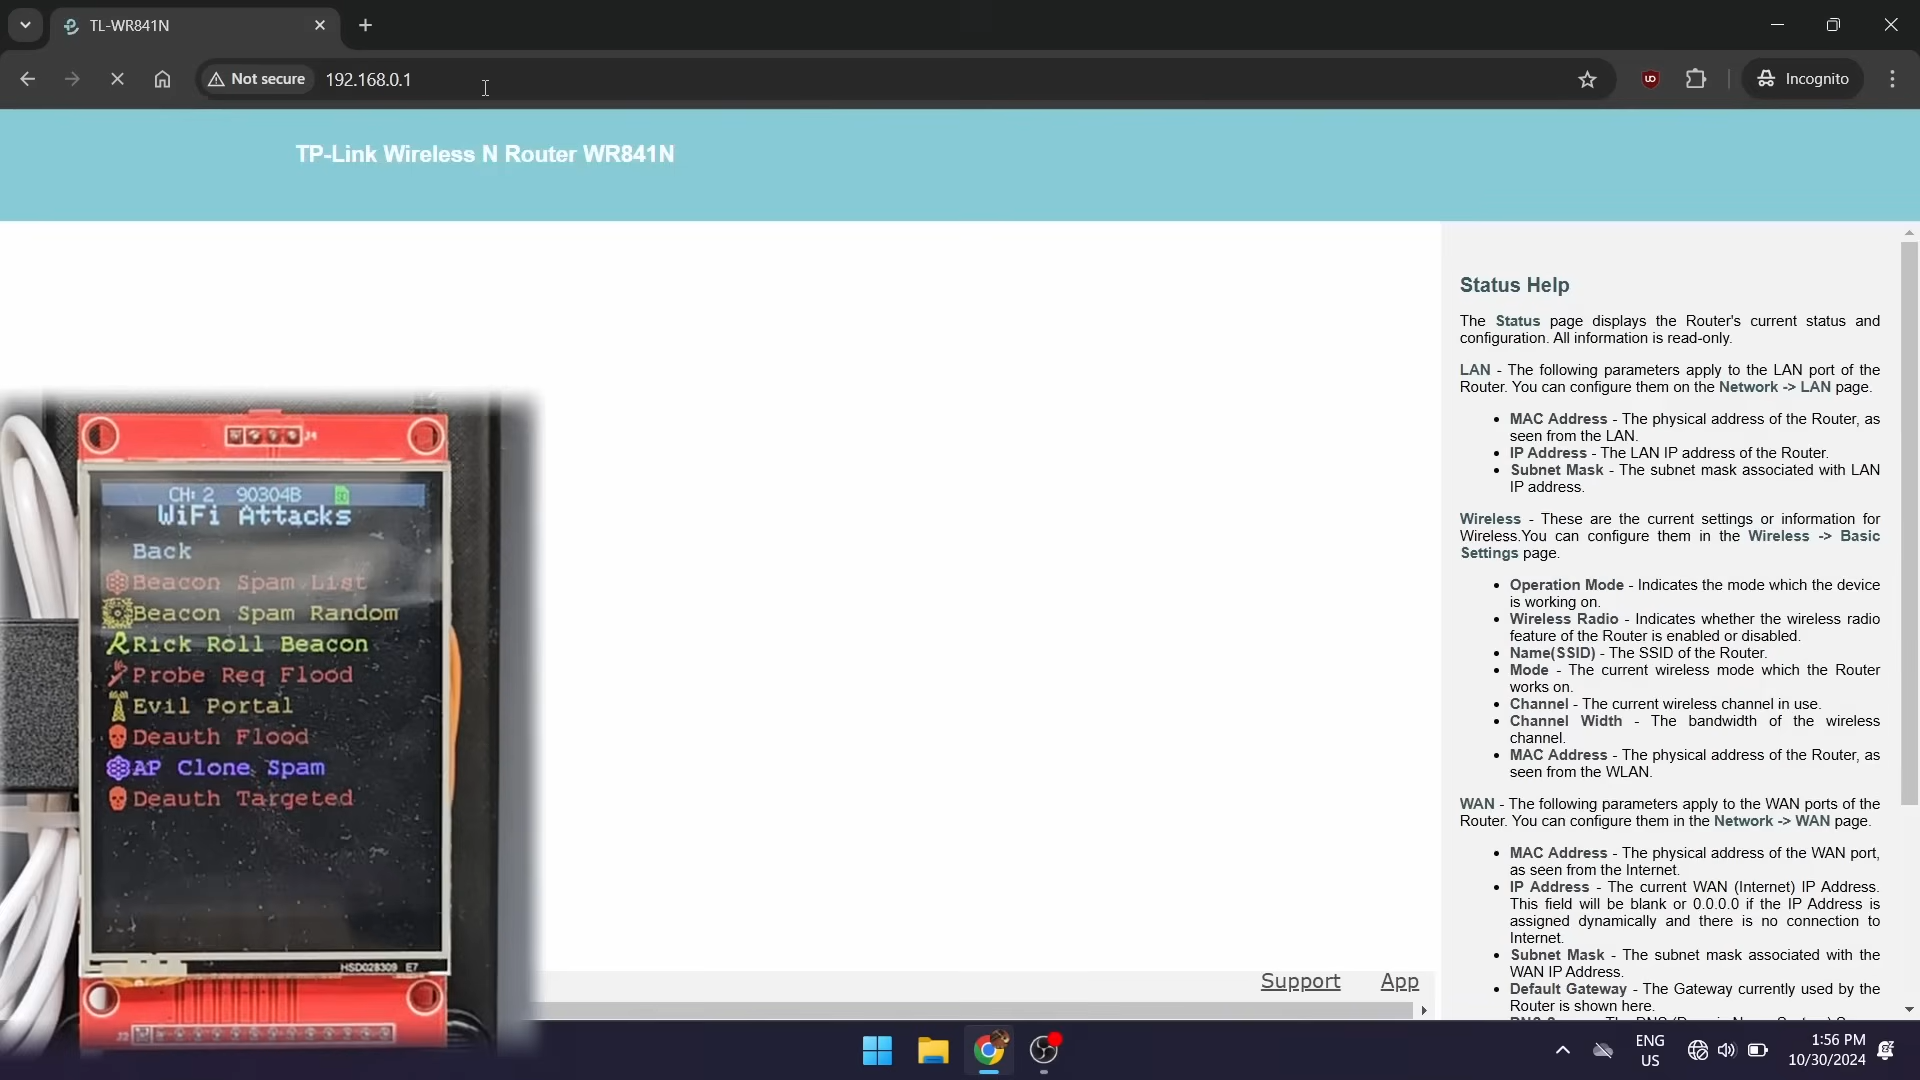 TL-WR841N
Not secure
192.168.0.1
Incognito
TP-Link Wireless N Router WR841N
Status Help
The Status page displays the Router's current status and
configuration. All information is read-only.
LAN - The following parameters apply to the LAN port of the
Router. You can configure them on the Network -> LAN page.
• MAC Address - The physical address of the Router, as
seen from the LAN.
• IP Address - The LAN IP address of the Router.
• Subnet Mask - The subnet mask associated with LAN
IP address.
Wireless - These are the current settings or information for
Wireless.You can configure them in the Wireless -> Basic
Settings page.
• Operation Mode - Indicates the mode which the device
is working on.
• Wireless Radio - Indicates whether the wireless radio
feature of the Router is enabled or disabled.
• Name(SSID) - The SSID of the Router.
• Mode - The current wireless mode which the Router
works on.
• Channel - The current wireless channel in use.
• Channel Width - The bandwidth of the wireless
channel.
• MAC Address - The physical address of the Router, as
seen from the WLAN.
WAN - The following parameters apply to the WAN ports of the
Router. You can configure them in the Network -> WAN page.
• MAC Address - The physical address of the WAN port,
as seen from the Internet.
• IP Address - The current WAN (Internet) IP Address.
This field will be blank or 0.0.0.0 if the IP Address is
assigned dynamically and there is no connection to
Internet.
• Subnet Mask - The subnet mask associated with the
WAN IP Address.
• Default Gateway - The Gateway currently used by the
Router is shown here.
J4
CH: 2 90304B
WiFi Attacks
Back
Beacon Spam List
Beacon Spam Random
Rick Roll Beacon
Probe Req Flood
Evil Portal
Deauth Flood
AP Clone Spam
Deauth Targeted
HSD028309 E7
J2
Support App
ENG
US
1:56 PM
10/30/2024